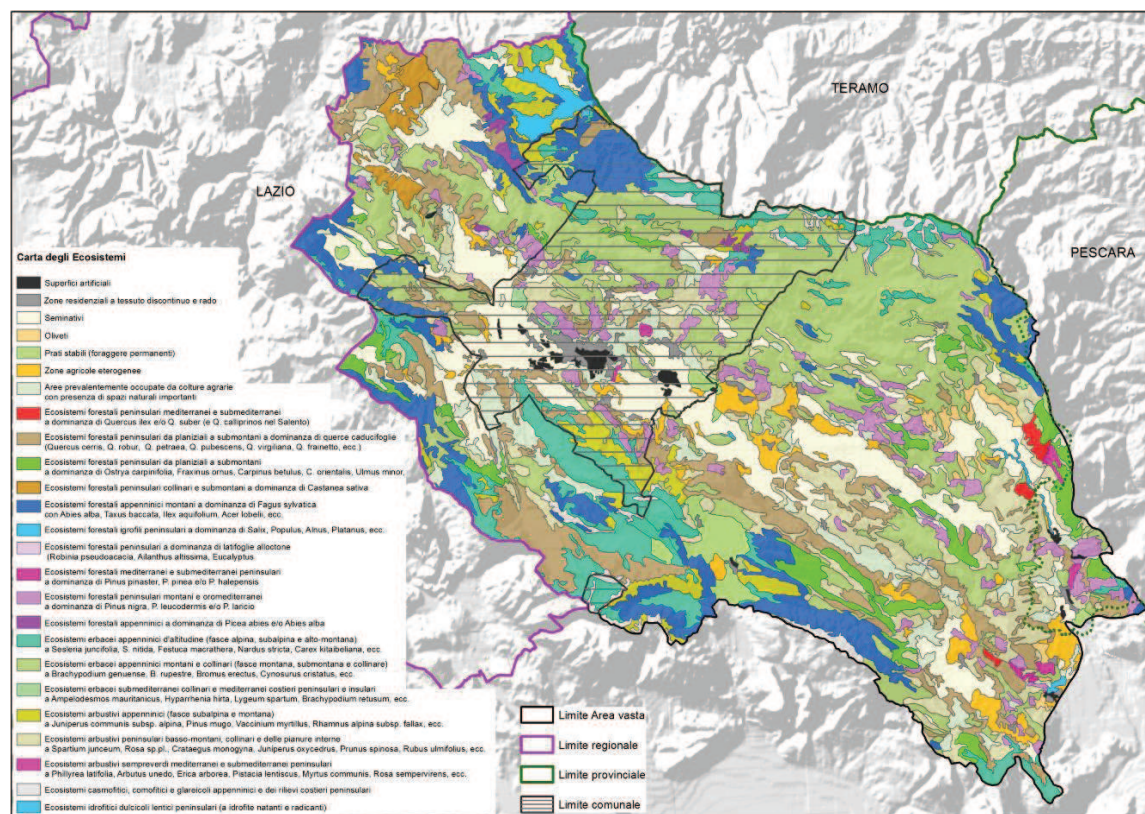 TERAMO
LAZIO
PESCARA
Carta degli Ecosistemi
Superfici artificiali
Zone residenziali a tessuto discontinuo e rado
Seminativi
Oliveti
Prati stabili (foraggere permanenti)
Zone agricole eterogenee
Aree prevalentemente occupate da colture agrarie
con presenza di spazi naturali importanti
Ecosistemi forestali peninsulari mediterranei e submediterranei
a dominanza di Quercus ilex e/o Q. suber (e Q. calliprinos nel Salento)
Ecosistemi forestali peninsulari da planiziali a submontani a dominanza di querce caducifoglie
(Quercus cerris, Q. robur, Q. petraea, Q. pubescens, Q. virgiliana, Q. frainetto, ecc.)
Ecosistemi forestali peninsulari da planiziali a submontani
a dominanza di Ostrya carpinifolia, Fraxinus ornus, Carpinus betulus, C. orientalis, Ulmus minor,
Ecosistemi forestali peninsulari collinari e submontani a dominanza di Castanea sativa
Ecosistemi forestali appenninici montani a dominanza di Fagus sylvatica
con Abies alba, Taxus baccata, Ilex aquifolium, Acer lobelii, ecc.
Ecosistemi forestali igrofili peninsulari a dominanza di Salix, Populus, Alnus, Platanus, ecc.
Ecosistemi forestali peninsulari a dominanza di latifoglie alloctone
(Robinia pseudoacacia, Ailanthus altissima, Eucalyptus
Ecosistemi forestali mediterranei e submediterranei peninsulari
a dominanza di Pinus pinaster, P. pinea e/o P. halepensis
Ecosistemi forestali peninsulari montani e oromediterranei
a dominanza di Pinus nigra, P. leucodermis e/o P. laricio
Ecosistemi forestali appenninici a dominanza di Picea abies e/o Abies alba
Ecosistemi erbacei appenninici d'altitudine (fasce alpina, subalpina e alto-montana)
a Sesleria juncifolia, S. nitida, Festuca macrathera, Nardus stricta, Carex kitaibeliana, ecc.
Ecosistemi erbacei appenninici montani e collinari (fasce montana, submontana e collinare)
a Brachypodium genuense, B. rupestre, Bromus erectus, Cynosurus cristatus, ecc.
Ecosistemi erbacei submediterranei collinari e mediterranei costieri peninsulari e insulari
a Ampelodesmos mauritanicus, Hyparrhenia hirta, Lygeum spartum, Brachypodium retusum, ecc.
Ecosistemi arbustivi appenninici (fasce subalpina e montana)
a Juniperus communis subsp. alpina, Pinus mugo, Vaccinium myrtillus, Rhamnus alpina subsp. fallax, ecc.
Ecosistemi arbustivi peninsulari basso-montani, collinari e delle pianure interne
a Spartium junceum, Rosa sp.pl., Crataegus monogyna, Juniperus oxycedrus, Prunus spinosa, Rubus ulmifolius, ecc.
Ecosistemi arbustivi sempreverdi mediterranei e submediterranei peninsulari
a Phillyrea latifolia, Arbutus unedo, Erica arborea, Pistacia lentiscus, Myrtus communis, Rosa sempervirens, ecc.
Ecosistemi casmofitici, comofitici e glareicoli appenninici e dei rilievi costieri peninsulari
Ecosistemi idrofitici dulcicoli lentici peninsulari (a idrofite natanti e radicanti)
Limite Area vasta
Limite regionale
Limite provinciale
Limite comunale